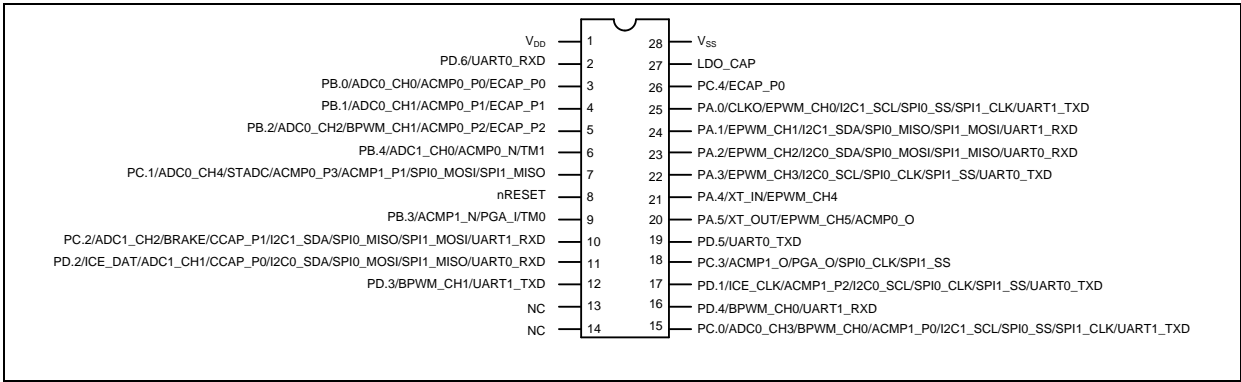 VDD 1 28 VSS
PD.6/UART0_RXD 2 27 LDO_CAP
PB.0/ADC0_CH0/ACMP0_P0/ECAP_P0 3 26 PC.4/ECAP_P0
PB.1/ADC0_CH1/ACMP0_P1/ECAP_P1 4 25 PA.0/CLKO/EPWM_CH0/I2C1_SCL/SPI0_SS/SPI1_CLK/UART1_TXD
PB.2/ADC0_CH2/BPWM_CH1/ACMP0_P2/ECAP_P2 5 24 PA.1/EPWM_CH1/I2C1_SDA/SPI0_MISO/SPI1_MOSI/UART1_RXD
PB.4/ADC1_CH0/ACMP0_N/TM1 6 23 PA.2/EPWM_CH2/I2C0_SDA/SPI0_MOSI/SPI1_MISO/UART0_RXD
PC.1/ADC0_CH4/STADC/ACMP0_P3/ACMP1_P1/SPI0_MOSI/SPI1_MISO 7 22 PA.3/EPWM_CH3/I2C0_SCL/SPI0_CLK/SPI1_SS/UART0_TXD
nRESET 8 21 PA.4/XT_IN/EPWM_CH4
PB.3/ACMP1_N/PGA_I/TM0 9 20 PA.5/XT_OUT/EPWM_CH5/ACMP0_O
PC.2/ADC1_CH2/BRAKE/CCAP_P1/I2C1_SDA/SPI0_MISO/SPI1_MOSI/UART1_RXD 10 19 PD.5/UART0_TXD
PD.2/ICE_DAT/ADC1_CH1/CCAP_P0/I2C0_SDA/SPI0_MOSI/SPI1_MISO/UART0_RXD 11 18 PC.3/ACMP1_O/PGA_O/SPI0_CLK/SPI1_SS
PD.3/BPWM_CH1/UART1_TXD 12 17 PD.1/ICE_CLK/ACMP1_P2/I2C0_SCL/SPI0_CLK/SPI1_SS/UART0_TXD
NC 13 16 PD.4/BPWM_CH0/UART1_RXD
NC 14 15 PC.0/ADC0_CH3/BPWM_CH0/ACMP1_P0/I2C1_SCL/SPI0_SS/SPI1_CLK/UART1_TXD